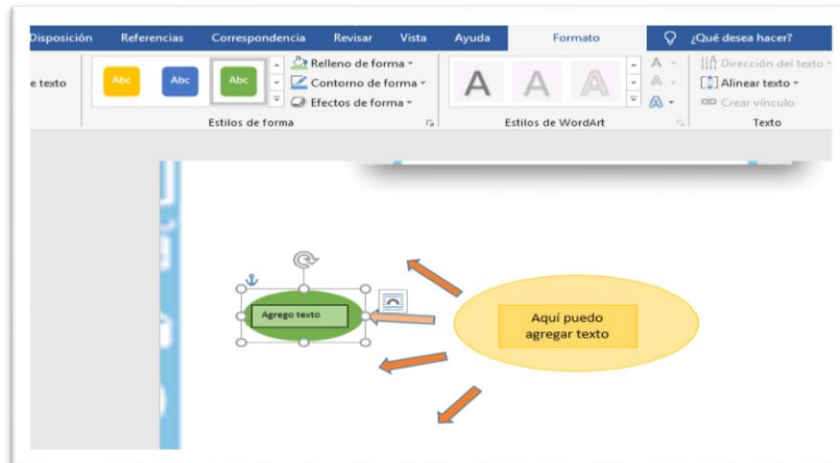 Disposición Referencias Correspondencia Revisar Vista Ayuda Formato ¿Qué desea hacer?
e texto
Abc Abc Abc
Relleno de forma
Contorno de forma
Efectos de forma
Estilos de forma
A A A
Estilos de WordArt
A
A
A
Dirección del texto
Alinear texto
Crear vínculo
Texto
Agrego texto
Aquí puedo
agregar texto